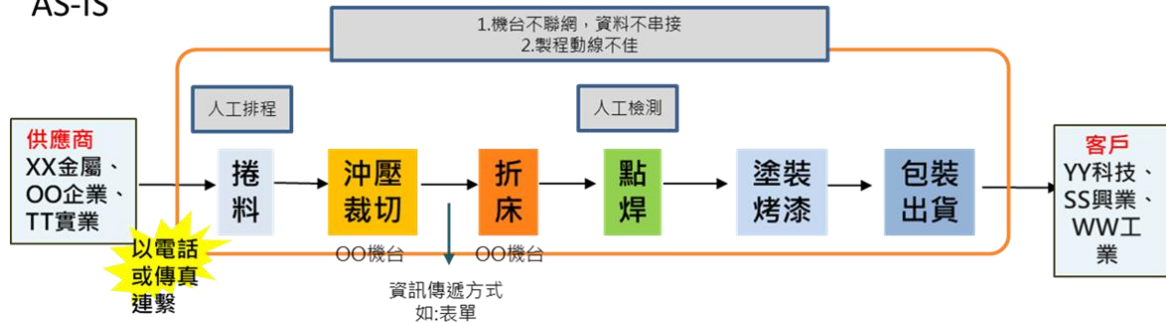 AS-IS
1.機台不聯網，資料不串接
2.製程動線不佳
人工排程
人工檢測
供應商
XX金屬、
OO企業、
TT實業
捲
料
沖壓
裁切
折
床
點
焊
塗裝
烤漆
包裝
出貨
客戶
YY科技、
SS興業、
WW工
業
以電話
或傳真
連繫
OO機台
OO機台
資訊傳遞方式
如:表單